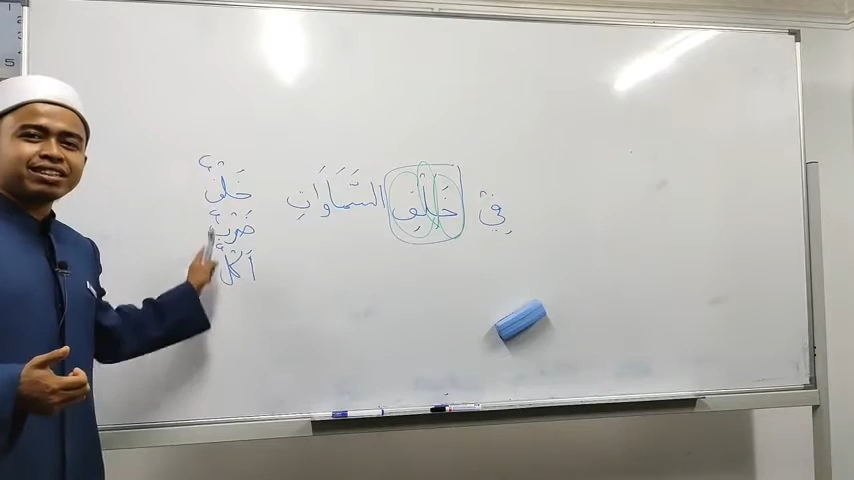 فِيْ خَلْقِ السَّمَاوَاتِ
خَلْقٌ
ضَرْبٌ
أَكْلٌ